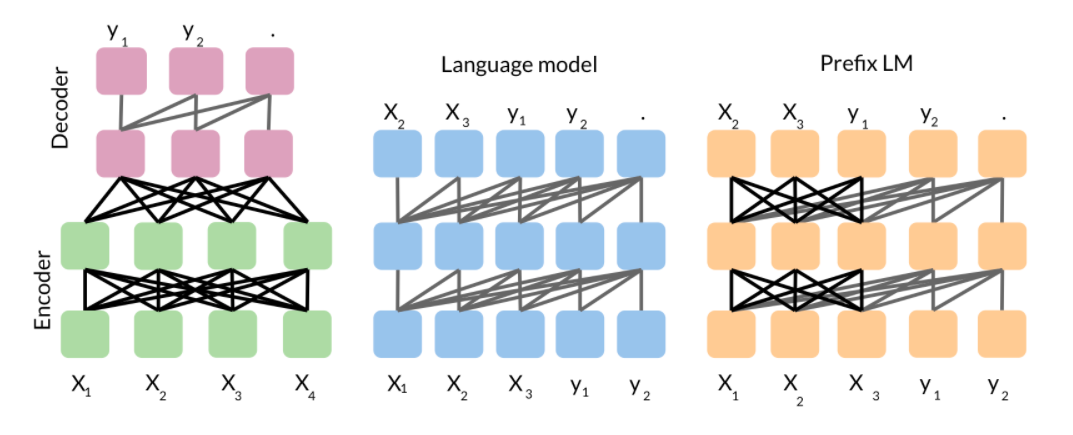 y1 y2 .
Decoder
Encoder
X1 X2 X3 X4
Language model
X2 X3 y1 y2 .
X1 X2 X3 y1 y2
Prefix LM
X2 X3 y1 y2 .
X1 X2 X3 y1 y2